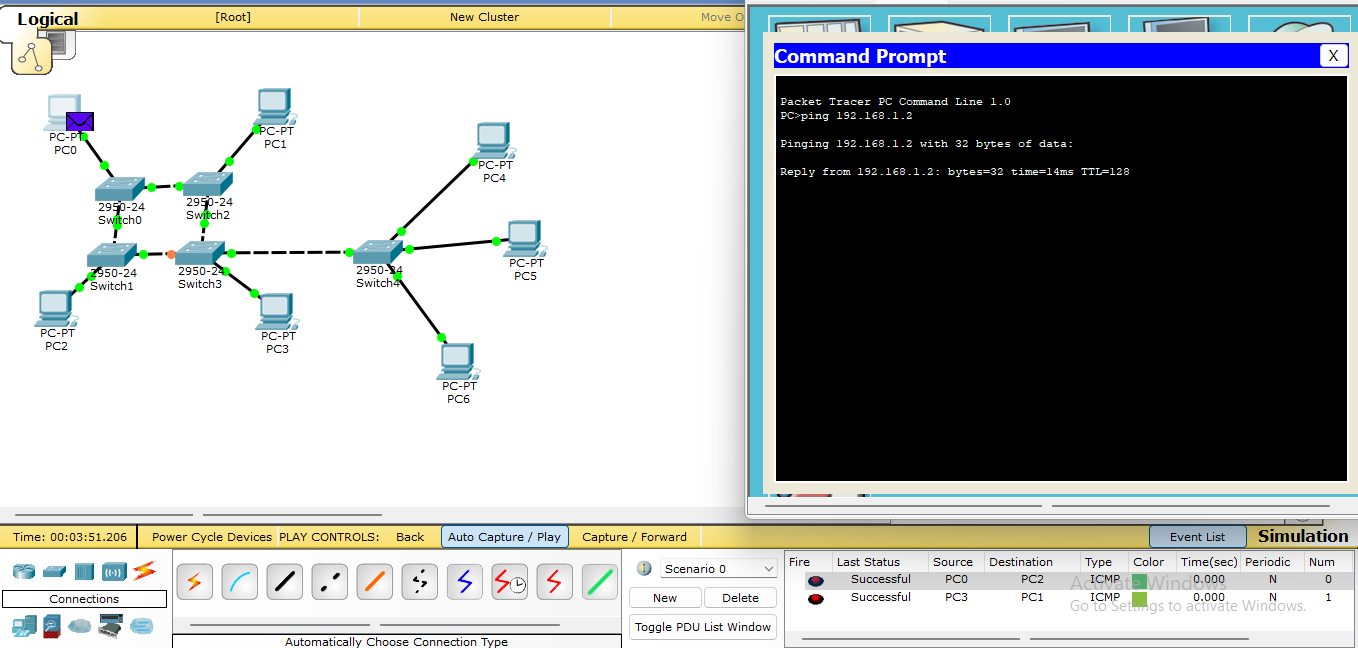 Logical [Root] New Cluster Move O
Command Prompt X
Packet Tracer PC Command Line 1.0
PC>ping 192.168.1.2
Pinging 192.168.1.2 with 32 bytes of data:
Reply from 192.168.1.2: bytes=32 time=14ms TTL=128
PC-PT
PC0
PC-PT
PC1
PC-PT
PC4
2950-24
Switch0
2950-24
Switch2
PC-PT
PC5
2950-24
Switch1
2950-24
Switch3
2950-24
Switch4
PC-PT
PC2
PC-PT
PC3
PC-PT
PC6
Time: 00:03:51.206 Power Cycle Devices PLAY CONTROLS: Back Auto Capture / Play Capture / Forward Event List Simulation
Connections
Automatically Choose Connection Type
Scenario 0
New Delete
Toggle PDU List Window
Fire Last Status Source Destination Type Color Time(sec) Periodic Num
Successful PC0 PC2 ICMP 0.000 N 0
Successful PC3 PC1 ICMP 0.000 N 1
Activate Windows
Go to Settings to activate Windows.